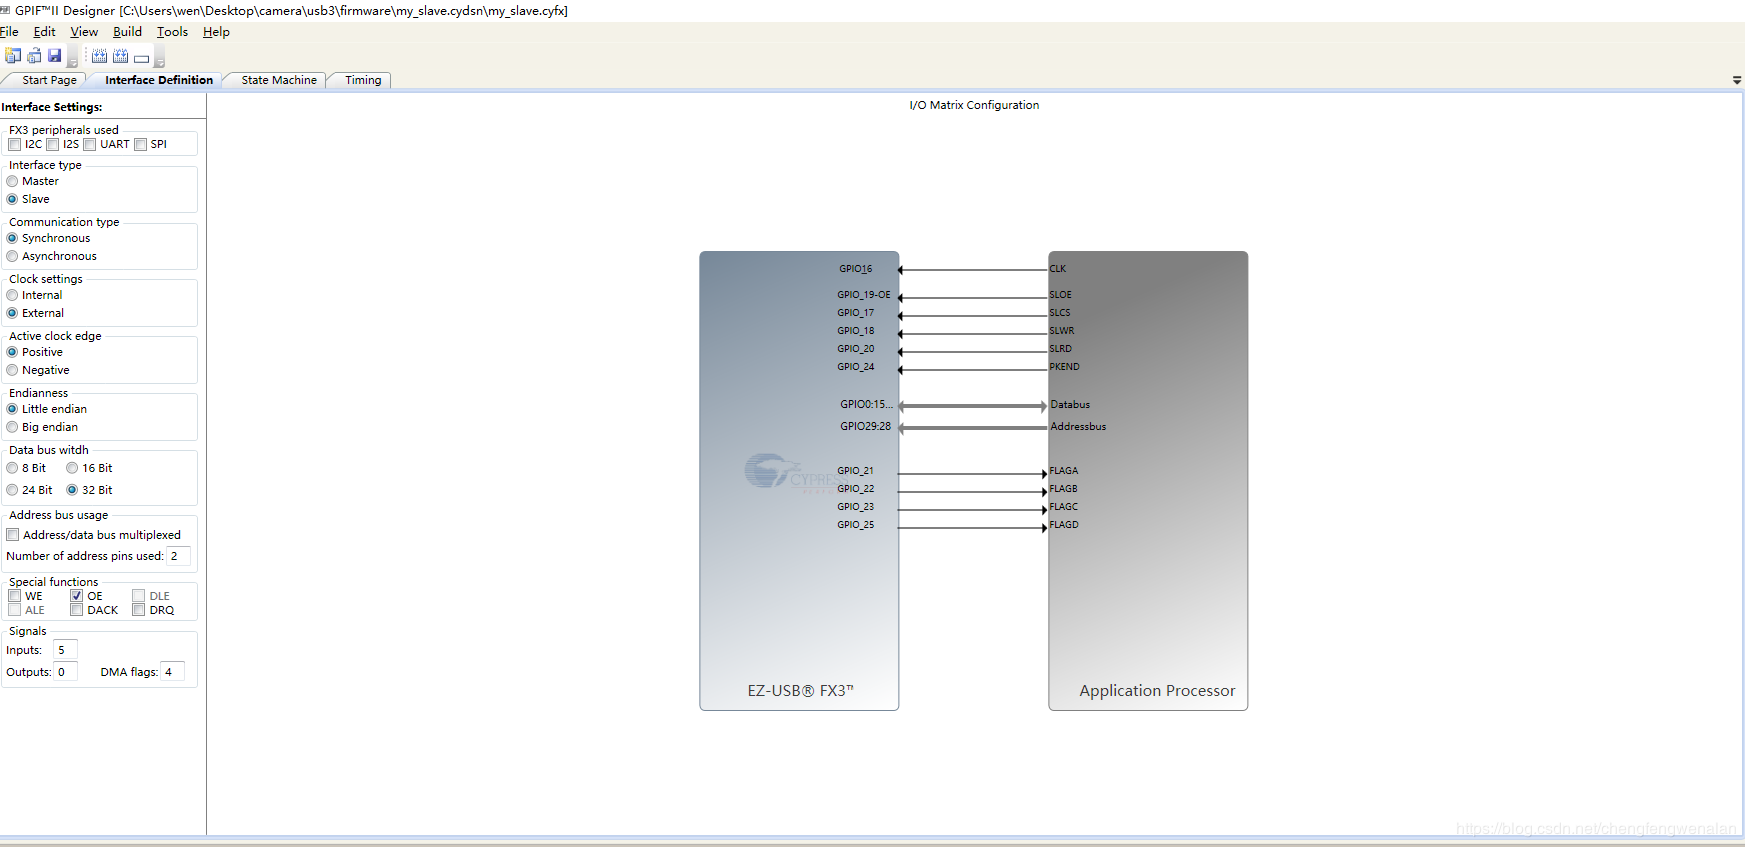 GPIF™II Designer [C:\Users\wen\Desktop\camera\usb3\firmware\my_slave.cydsn\my_slave.cyfx]
File Edit View Build Tools Help
Start Page Interface Definition State Machine Timing
Interface Settings:
FX3 peripherals used
I2C I2S UART SPI
Interface type
Master
Slave
Communication type
Synchronous
Asynchronous
Clock settings
Internal
External
Active clock edge
Positive
Negative
Endianness
Little endian
Big endian
Data bus witdh
8 Bit 16 Bit
24 Bit 32 Bit
Address bus usage
Address/data bus multiplexed
Number of address pins used: 2
Special functions
WE OE DLE
ALE DACK DRQ
Signals
Inputs: 5
Outputs: 0 DMA flags: 4
I/O Matrix Configuration
GPIO16 CLK
GPIO_19-OE SLOE
GPIO_17 SLCS
GPIO_18 SLWR
GPIO_20 SLRD
GPIO_24 PKEND
GPIO0:15... Databus
GPIO29:28 Addressbus
GPIO_21 FLAGA
CYPRESS
GPIO_22 FLAGB
GPIO_23 FLAGC
GPIO_25 FLAGD
EZ-USB® FX3™ Application Processor
https://blog.csdn.net/chengfengwenalan